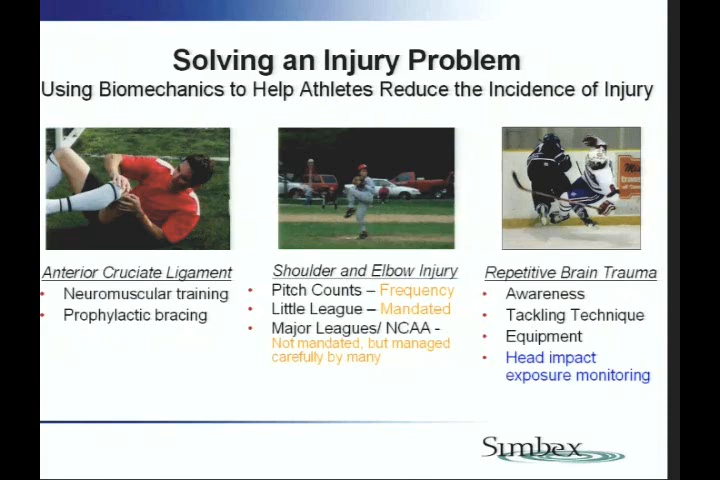 Solving an Injury Problem
Using Biomechanics to Help Athletes Reduce the Incidence of Injury
Anterior Cruciate Ligament
• Neuromuscular training
• Prophylactic bracing
Shoulder and Elbow Injury
• Pitch Counts – Frequency
• Little League – Mandated
• Major Leagues/ NCAA -
Not mandated, but managed
carefully by many
Repetitive Brain Trauma
• Awareness
• Tackling Technique
• Equipment
• Head impact
exposure monitoring
Simbex